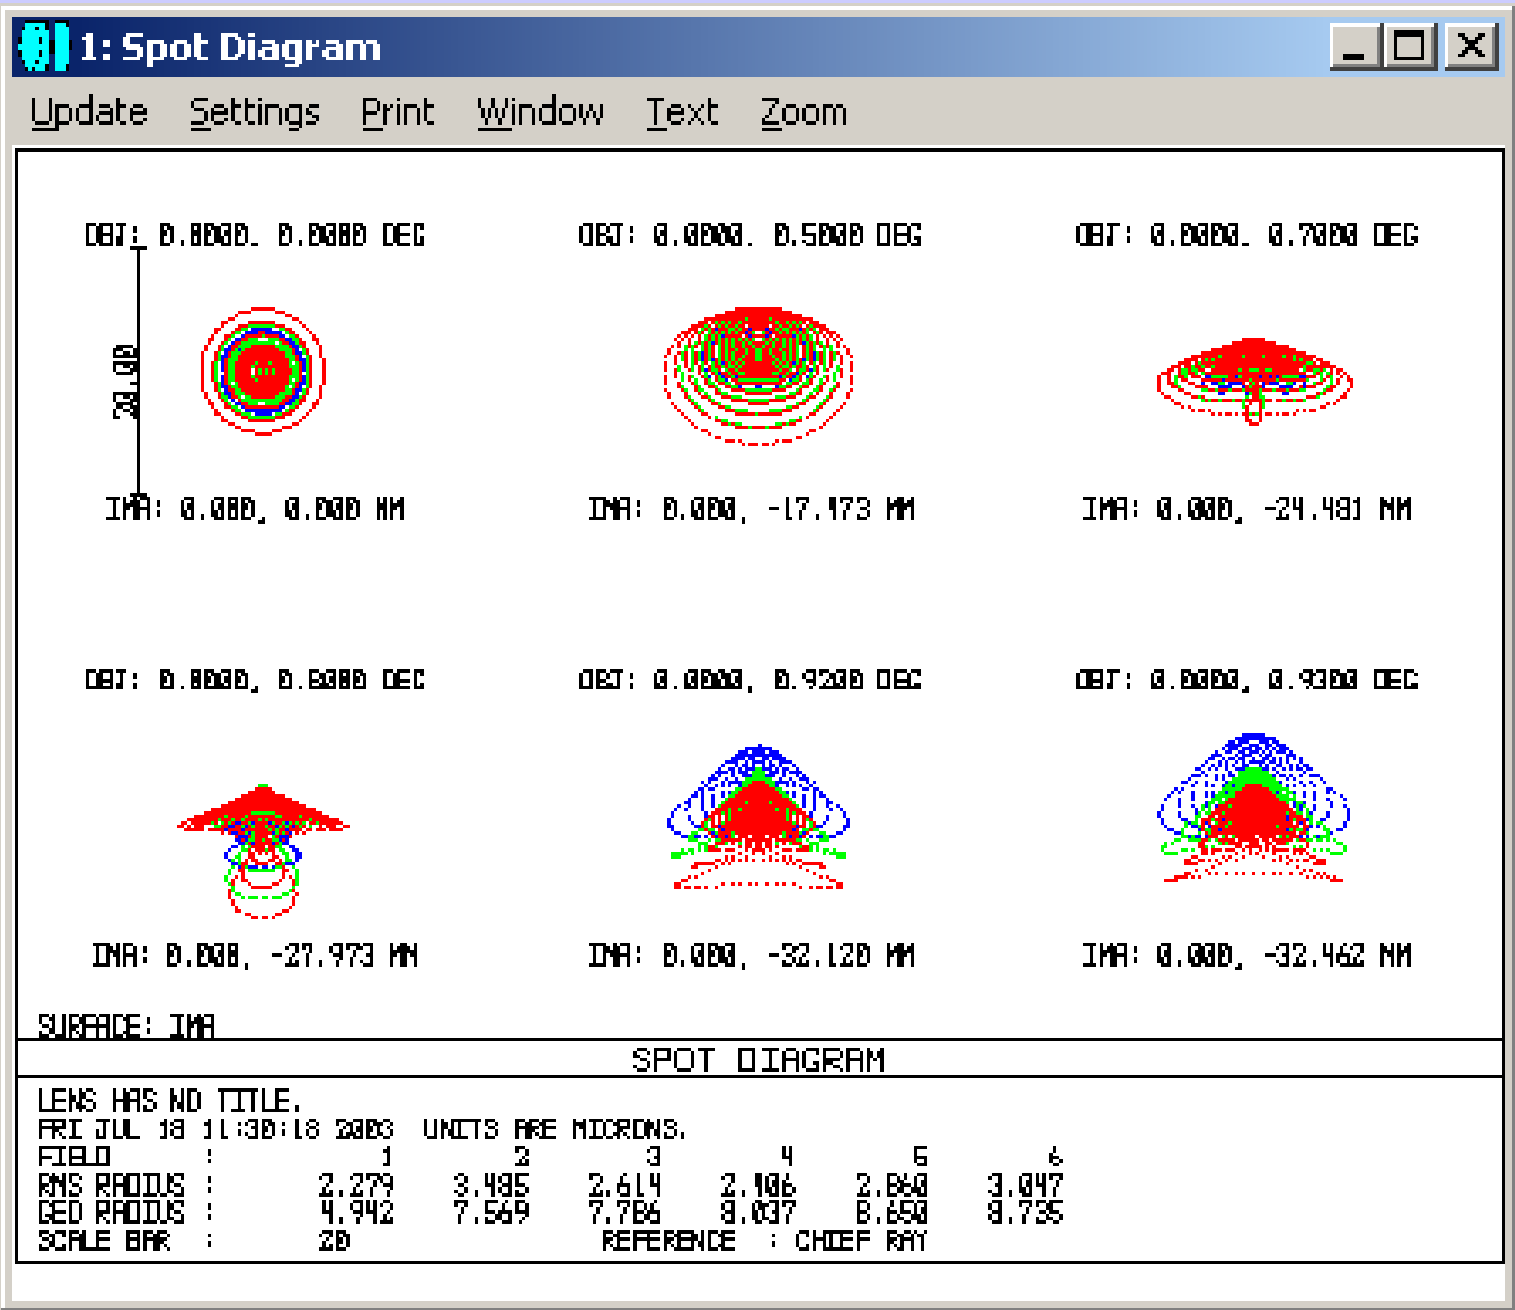 1: Spot Diagram
Update Settings Print Window Text Zoom
OBJ: 0.0000, 0.0000 DEG
OBJ: 0.0000, 0.5000 DEG
OBJ: 0.0000, 0.7000 DEG
20.00
IMA: 0.000, 0.000 MM
IMA: 0.000, -17.473 MM
IMA: 0.000, -24.481 MM
OBJ: 0.0000, 0.8000 DEG
OBJ: 0.0000, 0.9200 DEG
OBJ: 0.0000, 0.9300 DEG
IMA: 0.000, -27.973 MM
IMA: 0.000, -32.120 MM
IMA: 0.000, -32.462 MM
SURFACE: IMA
SPOT DIAGRAM
LENS HAS NO TITLE.
FRI JUL 18 11:30:18 2003 UNITS ARE MICRONS.
FIELD : 1 2 3 4 5 6
RMS RADIUS : 2.279 3.485 2.614 2.406 2.860 3.047
GEO RADIUS : 4.942 7.569 7.786 8.037 8.650 8.735
SCALE BAR : 20 REFERENCE : CHIEF RAY